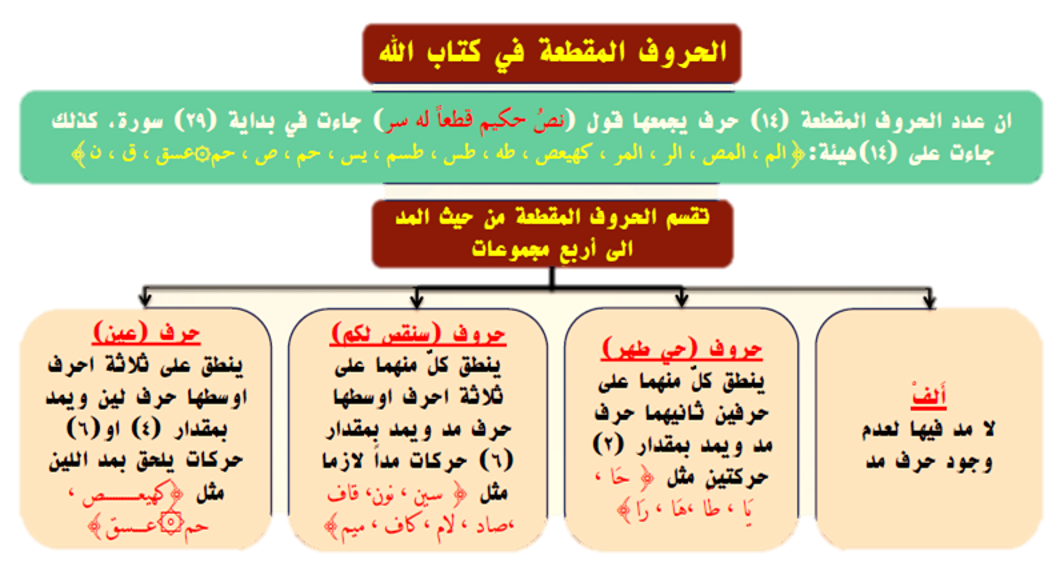 الحروف المقطعة في كتاب الله
ان عدد الحروف المقطعة (١٤) حرف يجمعها قول (نصُ حكيم قطعاً له سر) جاءت في بداية (٢٩) سورة، كذلك
جاءت على (١٤)هيئة:﴿ الم ، المص ، الر ، المر ، كهيعص ، طه ، طس ، طسم ، يس ، حم ، ص ، حم۞عسق ، ق ، ن ﴾
تقسم الحروف المقطعة من حيث المد
الى أربع مجموعات
أَلفْ
لا مد فيها لعدم
وجود حرف مد
حروف (حي طهر)
ينطق كلّ منهما على
حرفين ثانيهما حرف
مد ويمد بمقدار (٢)
حركتين مثل ﴿ حَا ،
يَا ، طا ،هَا ، رَا ﴾
حروف (سنقص لكم)
ينطق كلّ منهما على
ثلاثة احرف اوسطها
حرف مد ويمد بمقدار
(٦) حركات مداً لازما
مثل ﴿ سين ، نون، قاف
،صاد ، لام ،كاف ، ميم﴾
حرف (عين)
ينطق على ثلاثة احرف
اوسطها حرف لين ويمد
بمقدار (٤) او(٦)
حركات يلحق بمد اللين
مثل ﴿كهيعـــــص ،
حم۞عــسقّ ﴾